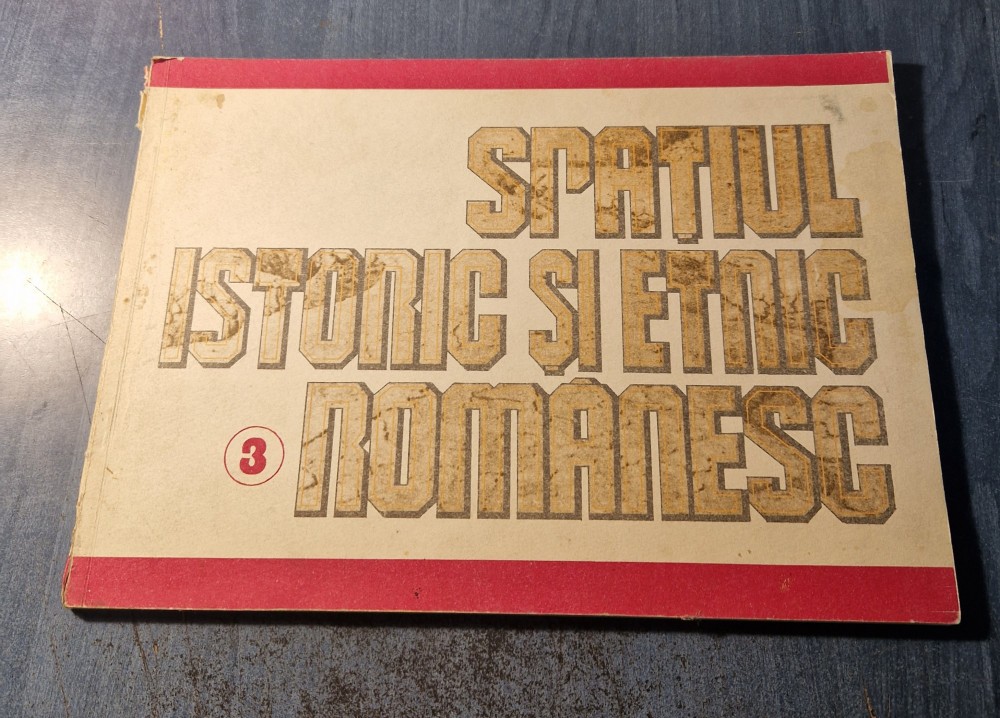 SPAȚIUL
ISTORIC ȘI ETNIC
ROMÂNESC
3